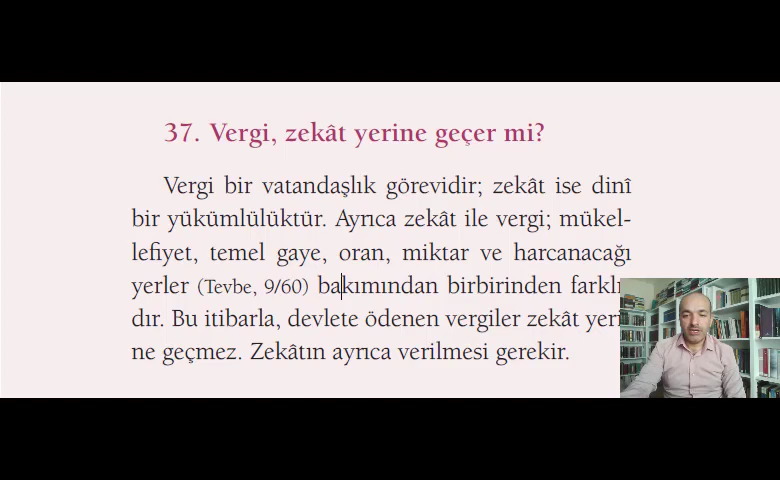 37. Vergi, zekât yerine geçer mi?
Vergi bir vatandaşlık görevidir; zekât ise dinî
bir yükümlülüktür. Ayrıca zekât ile vergi; mükel-
lefiyet, temel gaye, oran, miktar ve harcanacağı
yerler (Tevbe, 9/60) bakımından birbirinden farklı-
dır. Bu itibarla, devlete ödenen vergiler zekât yeri-
ne geçmez. Zekâtın ayrıca verilmesi gerekir.